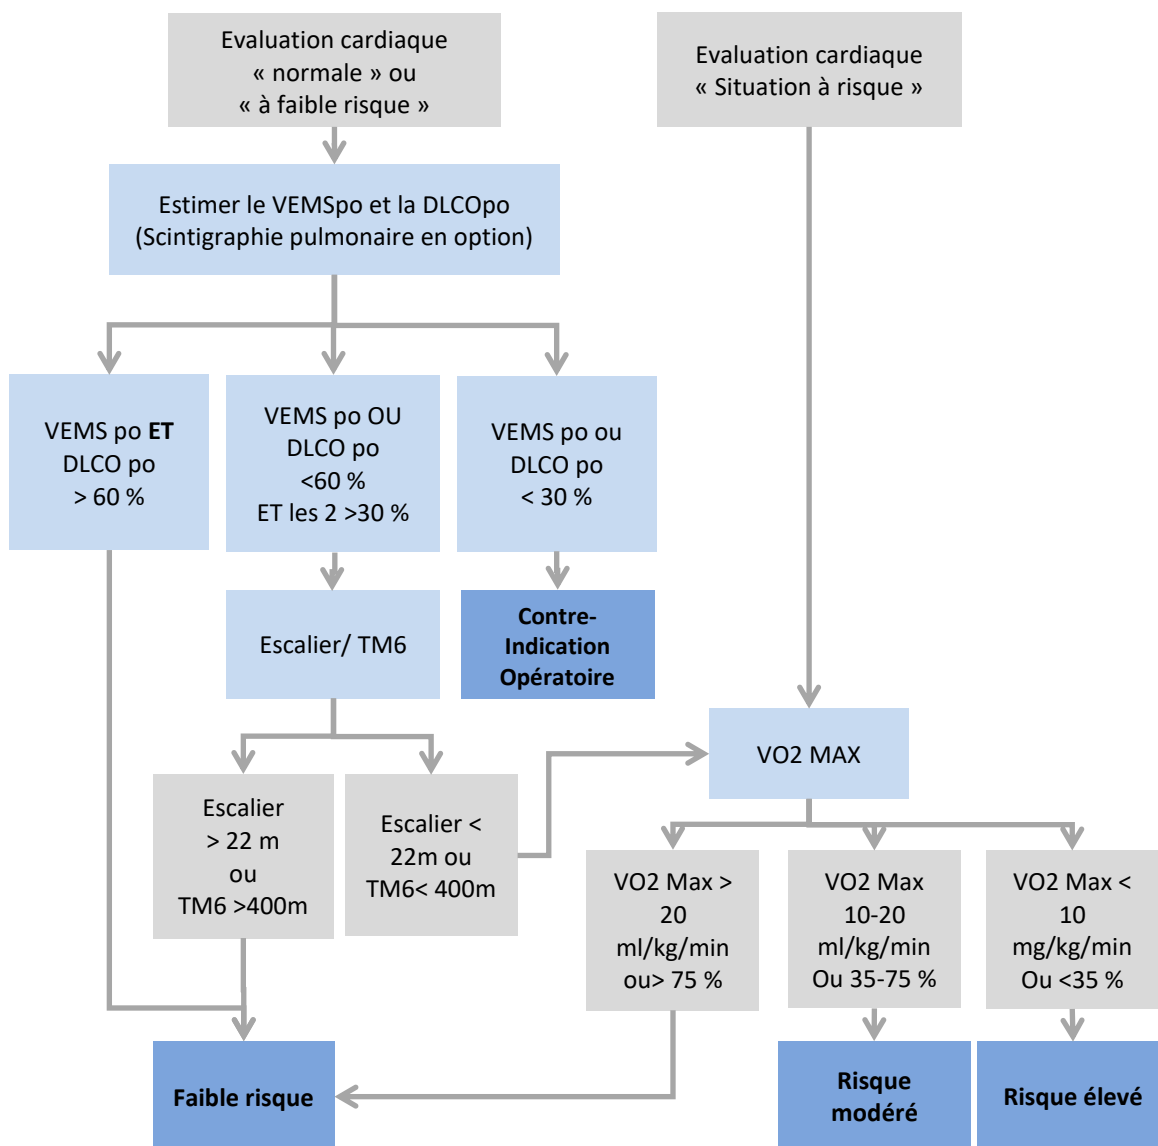 Evaluation cardiaque
« normale » ou
« à faible risque »
Evaluation cardiaque
« Situation à risque »
Estimer le VEMSpo et la DLCOpo
(Scintigraphie pulmonaire en option)
VEMS po ET
DLCO po
> 60 %
VEMS po OU
DLCO po
<60 %
ET les 2 >30 %
VEMS po ou
DLCO po
< 30 %
Escalier/ TM6
Contre-
Indication
Opératoire
VO2 MAX
Escalier
> 22 m
ou
TM6 >400m
Escalier <
22m ou
TM6< 400m
VO2 Max >
20
ml/kg/min
ou> 75 %
VO2 Max
10-20
ml/kg/min
Ou 35-75 %
VO2 Max <
10
mg/kg/min
Ou <35 %
Faible risque
Risque
modéré
Risque élevé